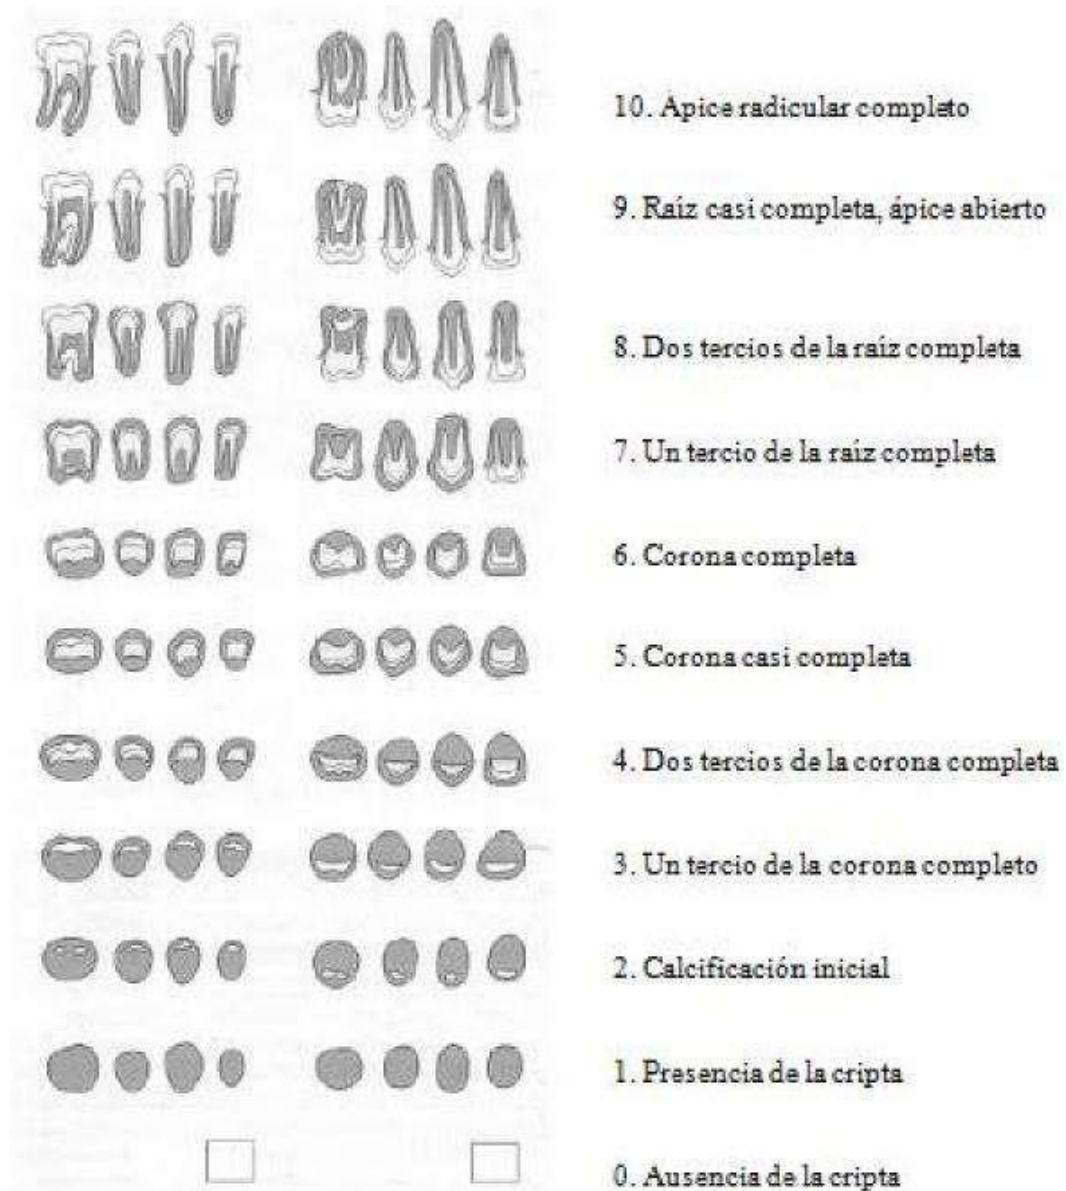 10. Apice radicular completo
9. Raíz casi completa, ápice abierto
8. Dos tercios de la raíz completa
7. Un tercio de la raiz completa
6. Corona completa
5. Corona casi completa
4. Dos tercios de la corona completa
3. Un tercio de la corona completo
2. Calcificación inicial
1. Presencia de la cripta
0. Ausencia de la cripta